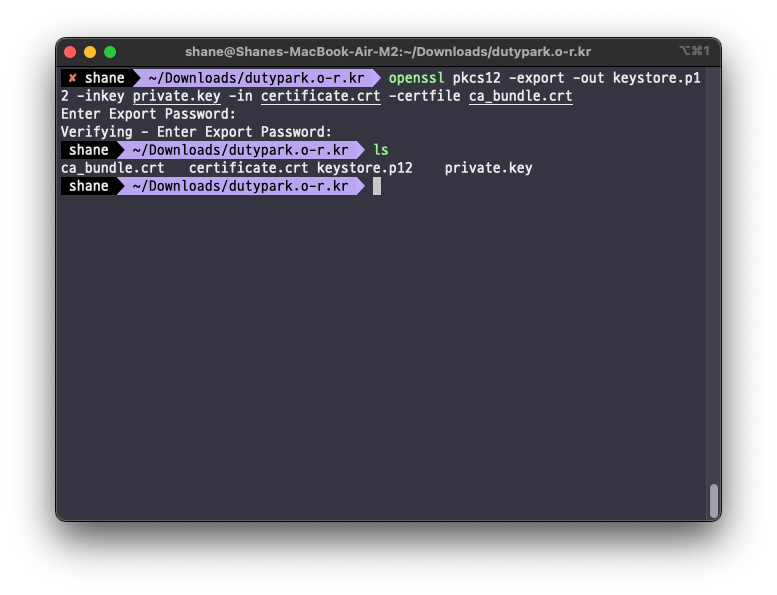 shane@Shanes-MacBook-Air-M2:~/Downloads/dutypark.o-r.kr ⌥⌘1
✘ shane ~/Downloads/dutypark.o-r.kr openssl pkcs12 -export -out keystore.p1
2 -inkey private.key -in certificate.crt -certfile ca_bundle.crt
Enter Export Password:
Verifying - Enter Export Password:
shane ~/Downloads/dutypark.o-r.kr ls
ca_bundle.crt certificate.crt keystore.p12 private.key
shane ~/Downloads/dutypark.o-r.kr